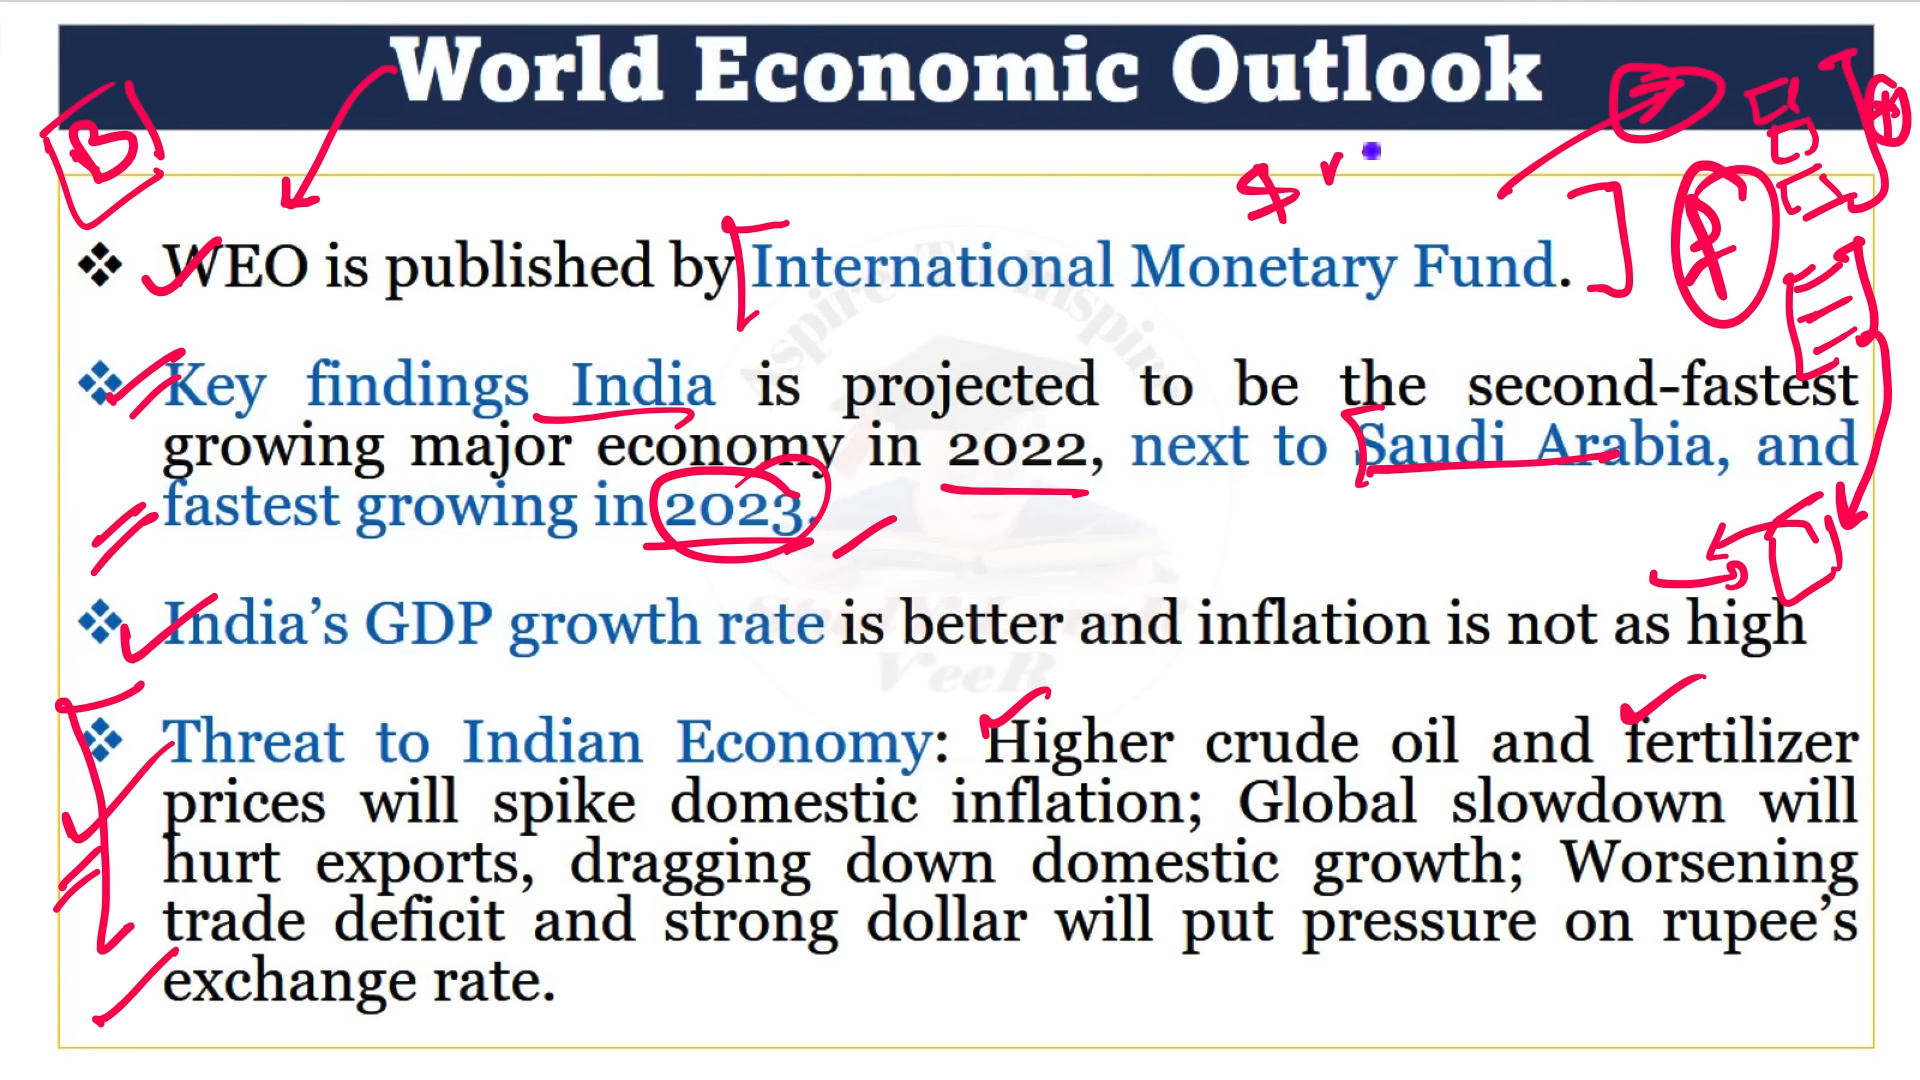 World Economic Outlook
B
$
❖ WEO is published by International Monetary Fund.
❖ Key findings India is projected to be the second-fastest
growing major economy in 2022, next to Saudi Arabia, and
fastest growing in 2023.
❖ India’s GDP growth rate is better and inflation is not as high
❖ Threat to Indian Economy: Higher crude oil and fertilizer
prices will spike domestic inflation; Global slowdown will
hurt exports, dragging down domestic growth; Worsening
trade deficit and strong dollar will put pressure on rupee’s
exchange rate.